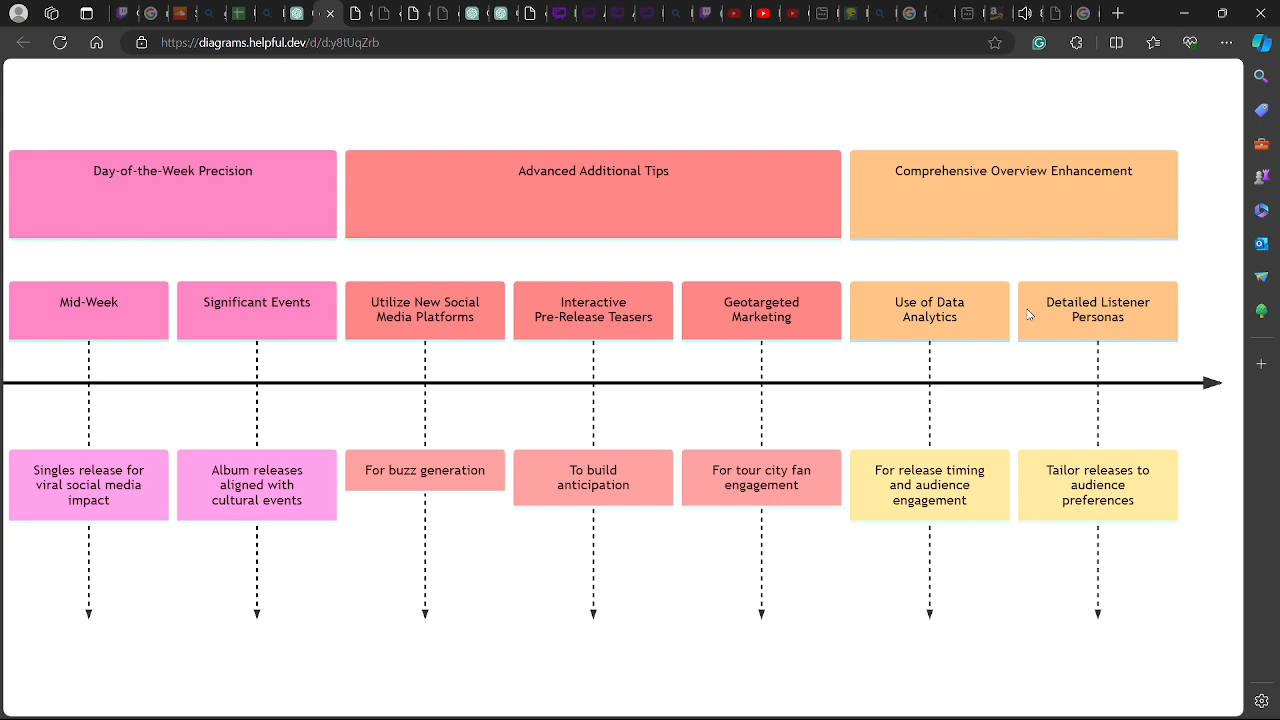 https://diagrams.helpful.dev/d/d:y8tUqZrb
Day-of-the-Week Precision
Advanced Additional Tips
Comprehensive Overview Enhancement
Mid-Week
Significant Events
Utilize New Social
Media Platforms
Interactive
Pre-Release Teasers
Geotargeted
Marketing
Use of Data
Analytics
Detailed Listener
Personas
Singles release for
viral social media
impact
Album releases
aligned with
cultural events
For buzz generation
To build
anticipation
For tour city fan
engagement
For release timing
and audience
engagement
Tailor releases to
audience
preferences